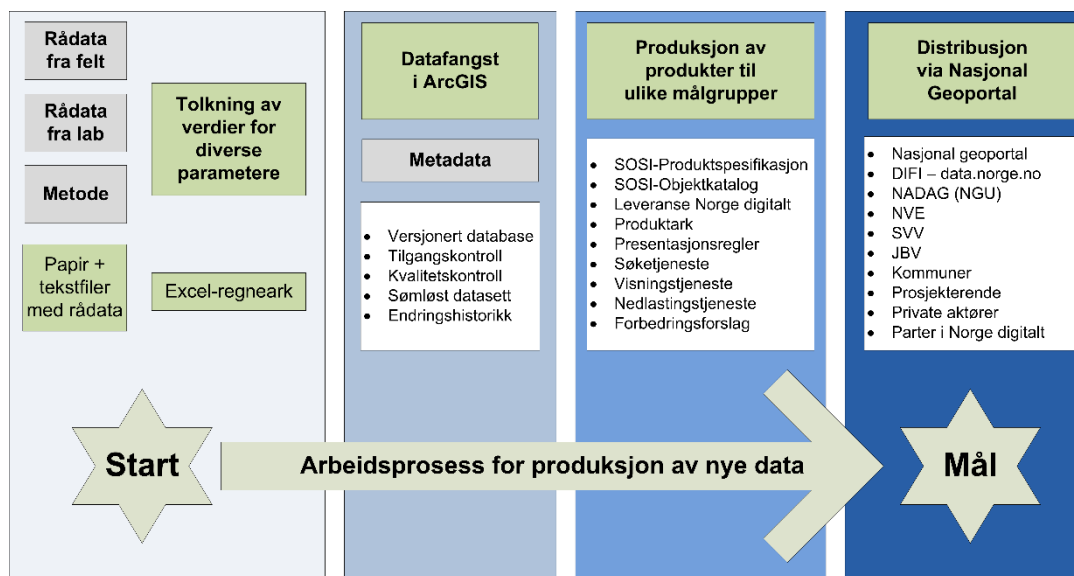 Rådata
fra felt
Rådata
fra lab
Metode
Papir +
tekstfiler
med rådata
Tolkning av
verdier for
diverse
parametere
Excel-regneark
Datafangst
i ArcGIS
Metadata
• Versjonert database
• Tilgangskontroll
• Kvalitetskontroll
• Sømløst datasett
• Endringshistorikk
Produksjon av
produkter til
ulike målgrupper
• SOSI-Produktspesifikasjon
• SOSI-Objektkatalog
• Leveranse Norge digitalt
• Produktark
• Presentasjonsregler
• Søketjeneste
• Visningstjeneste
• Nedlastingstjeneste
• Forbedringsforslag
Distribusjon
via Nasjonal
Geoportal
• Nasjonal geoportal
• DIFI – data.norge.no
• NADAG (NGU)
• NVE
• SVV
• JBV
• Kommuner
• Prosjekterende
• Private aktører
• Parter i Norge digitalt
Start
Arbeidsprosess for produksjon av nye data
Mål